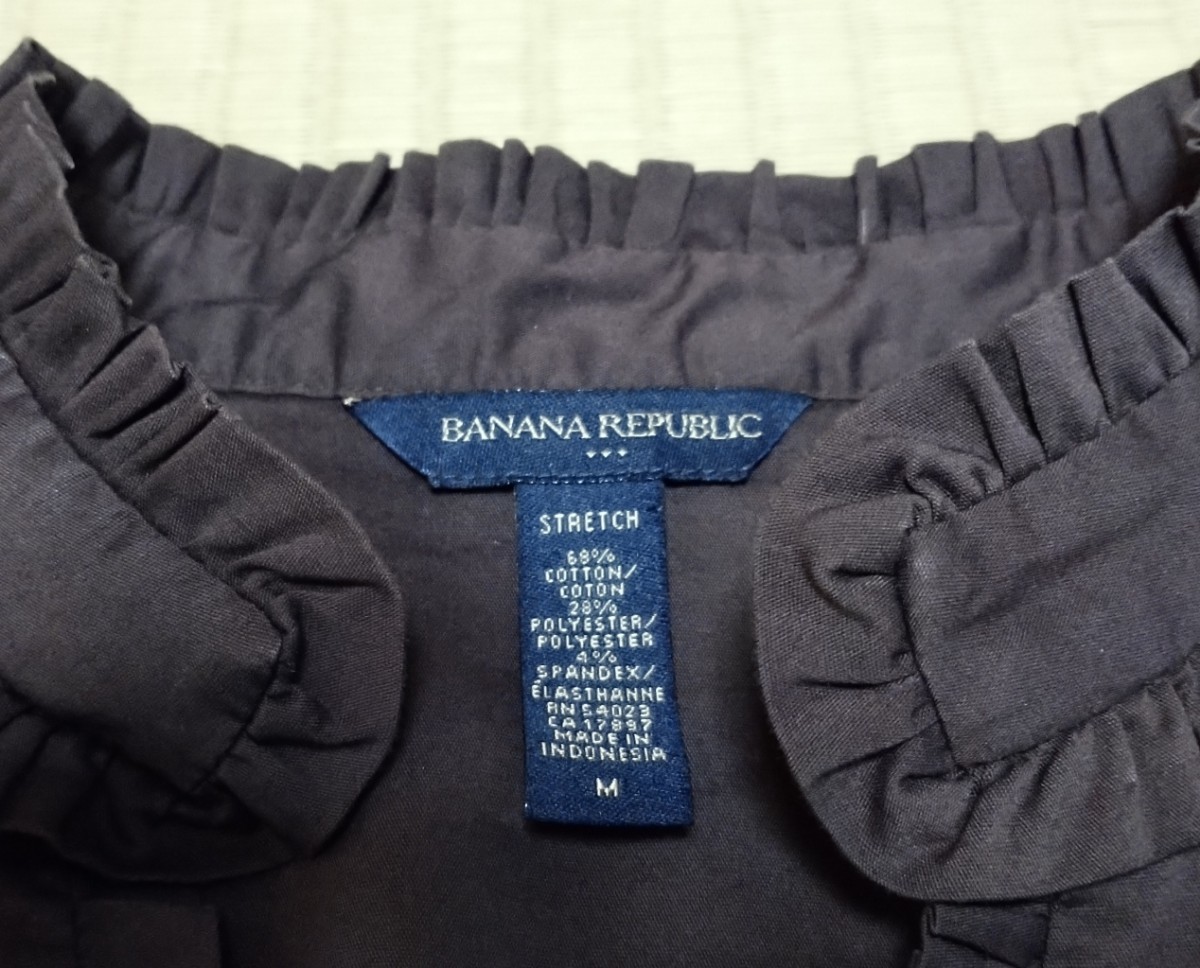 BANANA REPUBLIC
STRETCH
68%
COTTON/
COTON
28%
POLYESTER/
POLYESTER
4%
SPANDEX/
ÉLASTHANNE
RN 54023
CA 17897
MADE IN
INDONESIA
M